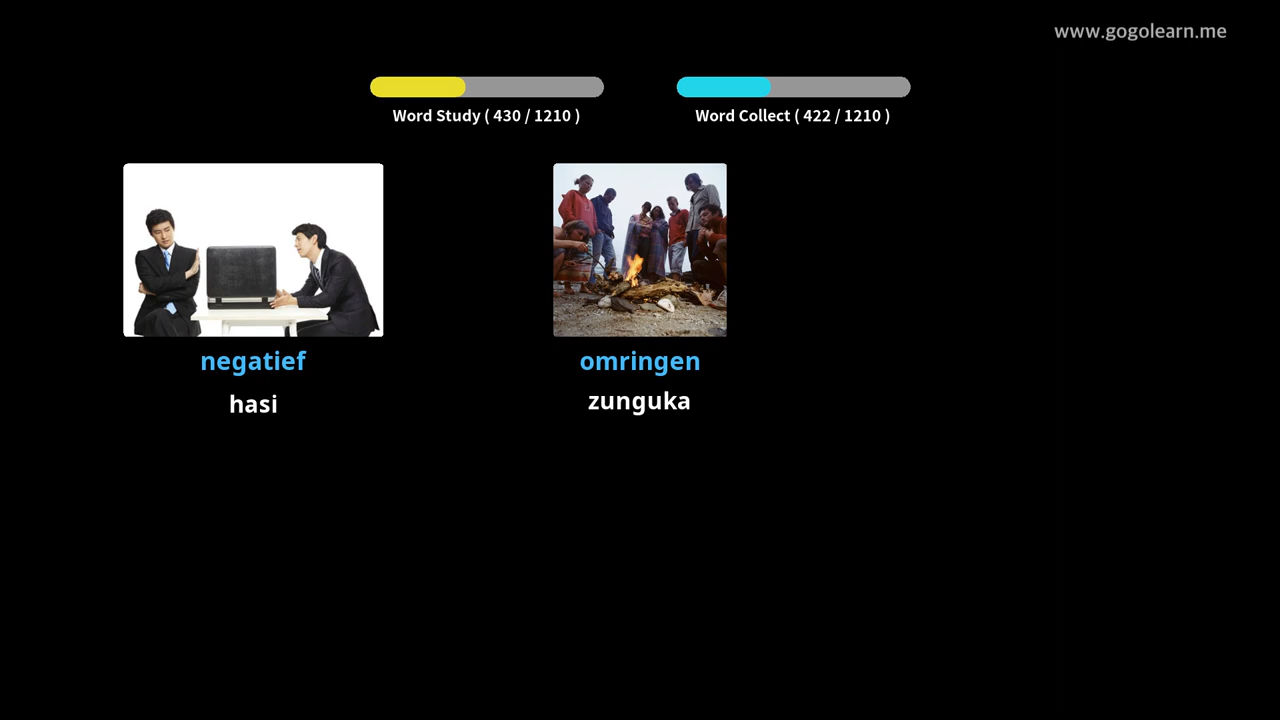 www.gogolearn.me
Word Study ( 430 / 1210 )
Word Collect ( 422 / 1210 )
negatief
hasi
omringen
zunguka